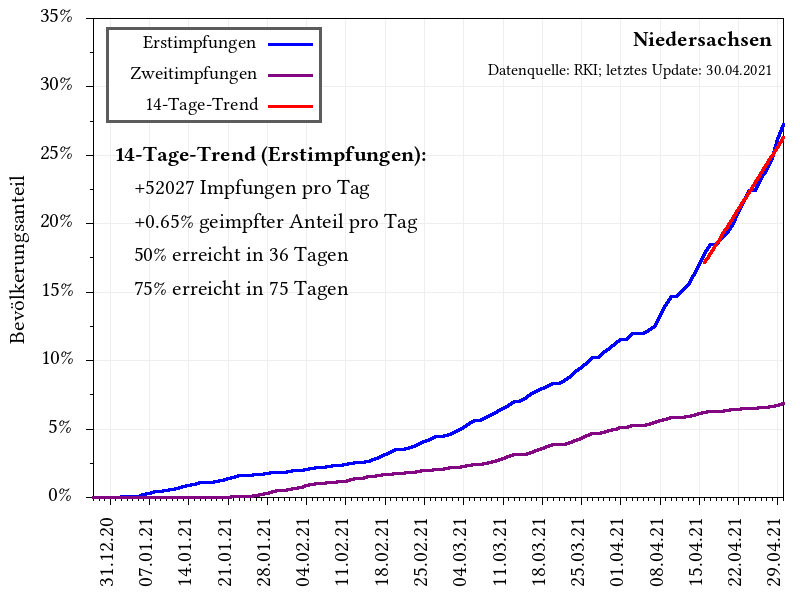 35%
30%
25%
20%
15%
10%
5%
0%
Bevölkerungsanteil
Erstimpfungen
Zweitimpfungen
14-Tage-Trend
Niedersachsen
Datenquelle: RKI; letztes Update: 30.04.2021
14-Tage-Trend (Erstimpfungen):
+52027 Impfungen pro Tag
+0.65% geimpfter Anteil pro Tag
50% erreicht in 36 Tagen
75% erreicht in 75 Tagen
31.12.20
07.01.21
14.01.21
21.01.21
28.01.21
04.02.21
11.02.21
18.02.21
25.02.21
04.03.21
11.03.21
18.03.21
25.03.21
01.04.21
08.04.21
15.04.21
22.04.21
29.04.21